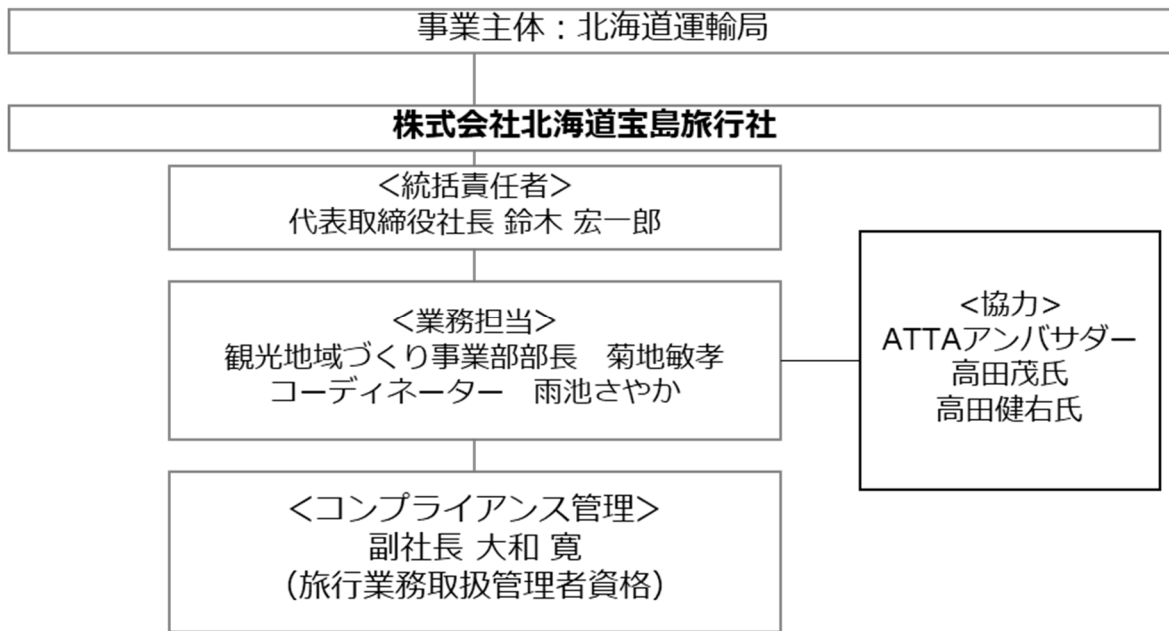 事業主体：北海道運輸局
株式会社北海道宝島旅行社
＜統括責任者＞
代表取締役社長 鈴木 宏一郎
＜業務担当＞
観光地域づくり事業部部長　菊地敏孝
コーディネーター　雨池さやか
＜協力＞
ATTAアンバサダー
高田茂氏
高田健右氏
＜コンプライアンス管理＞
副社長 大和 寛
（旅行業務取扱管理者資格）